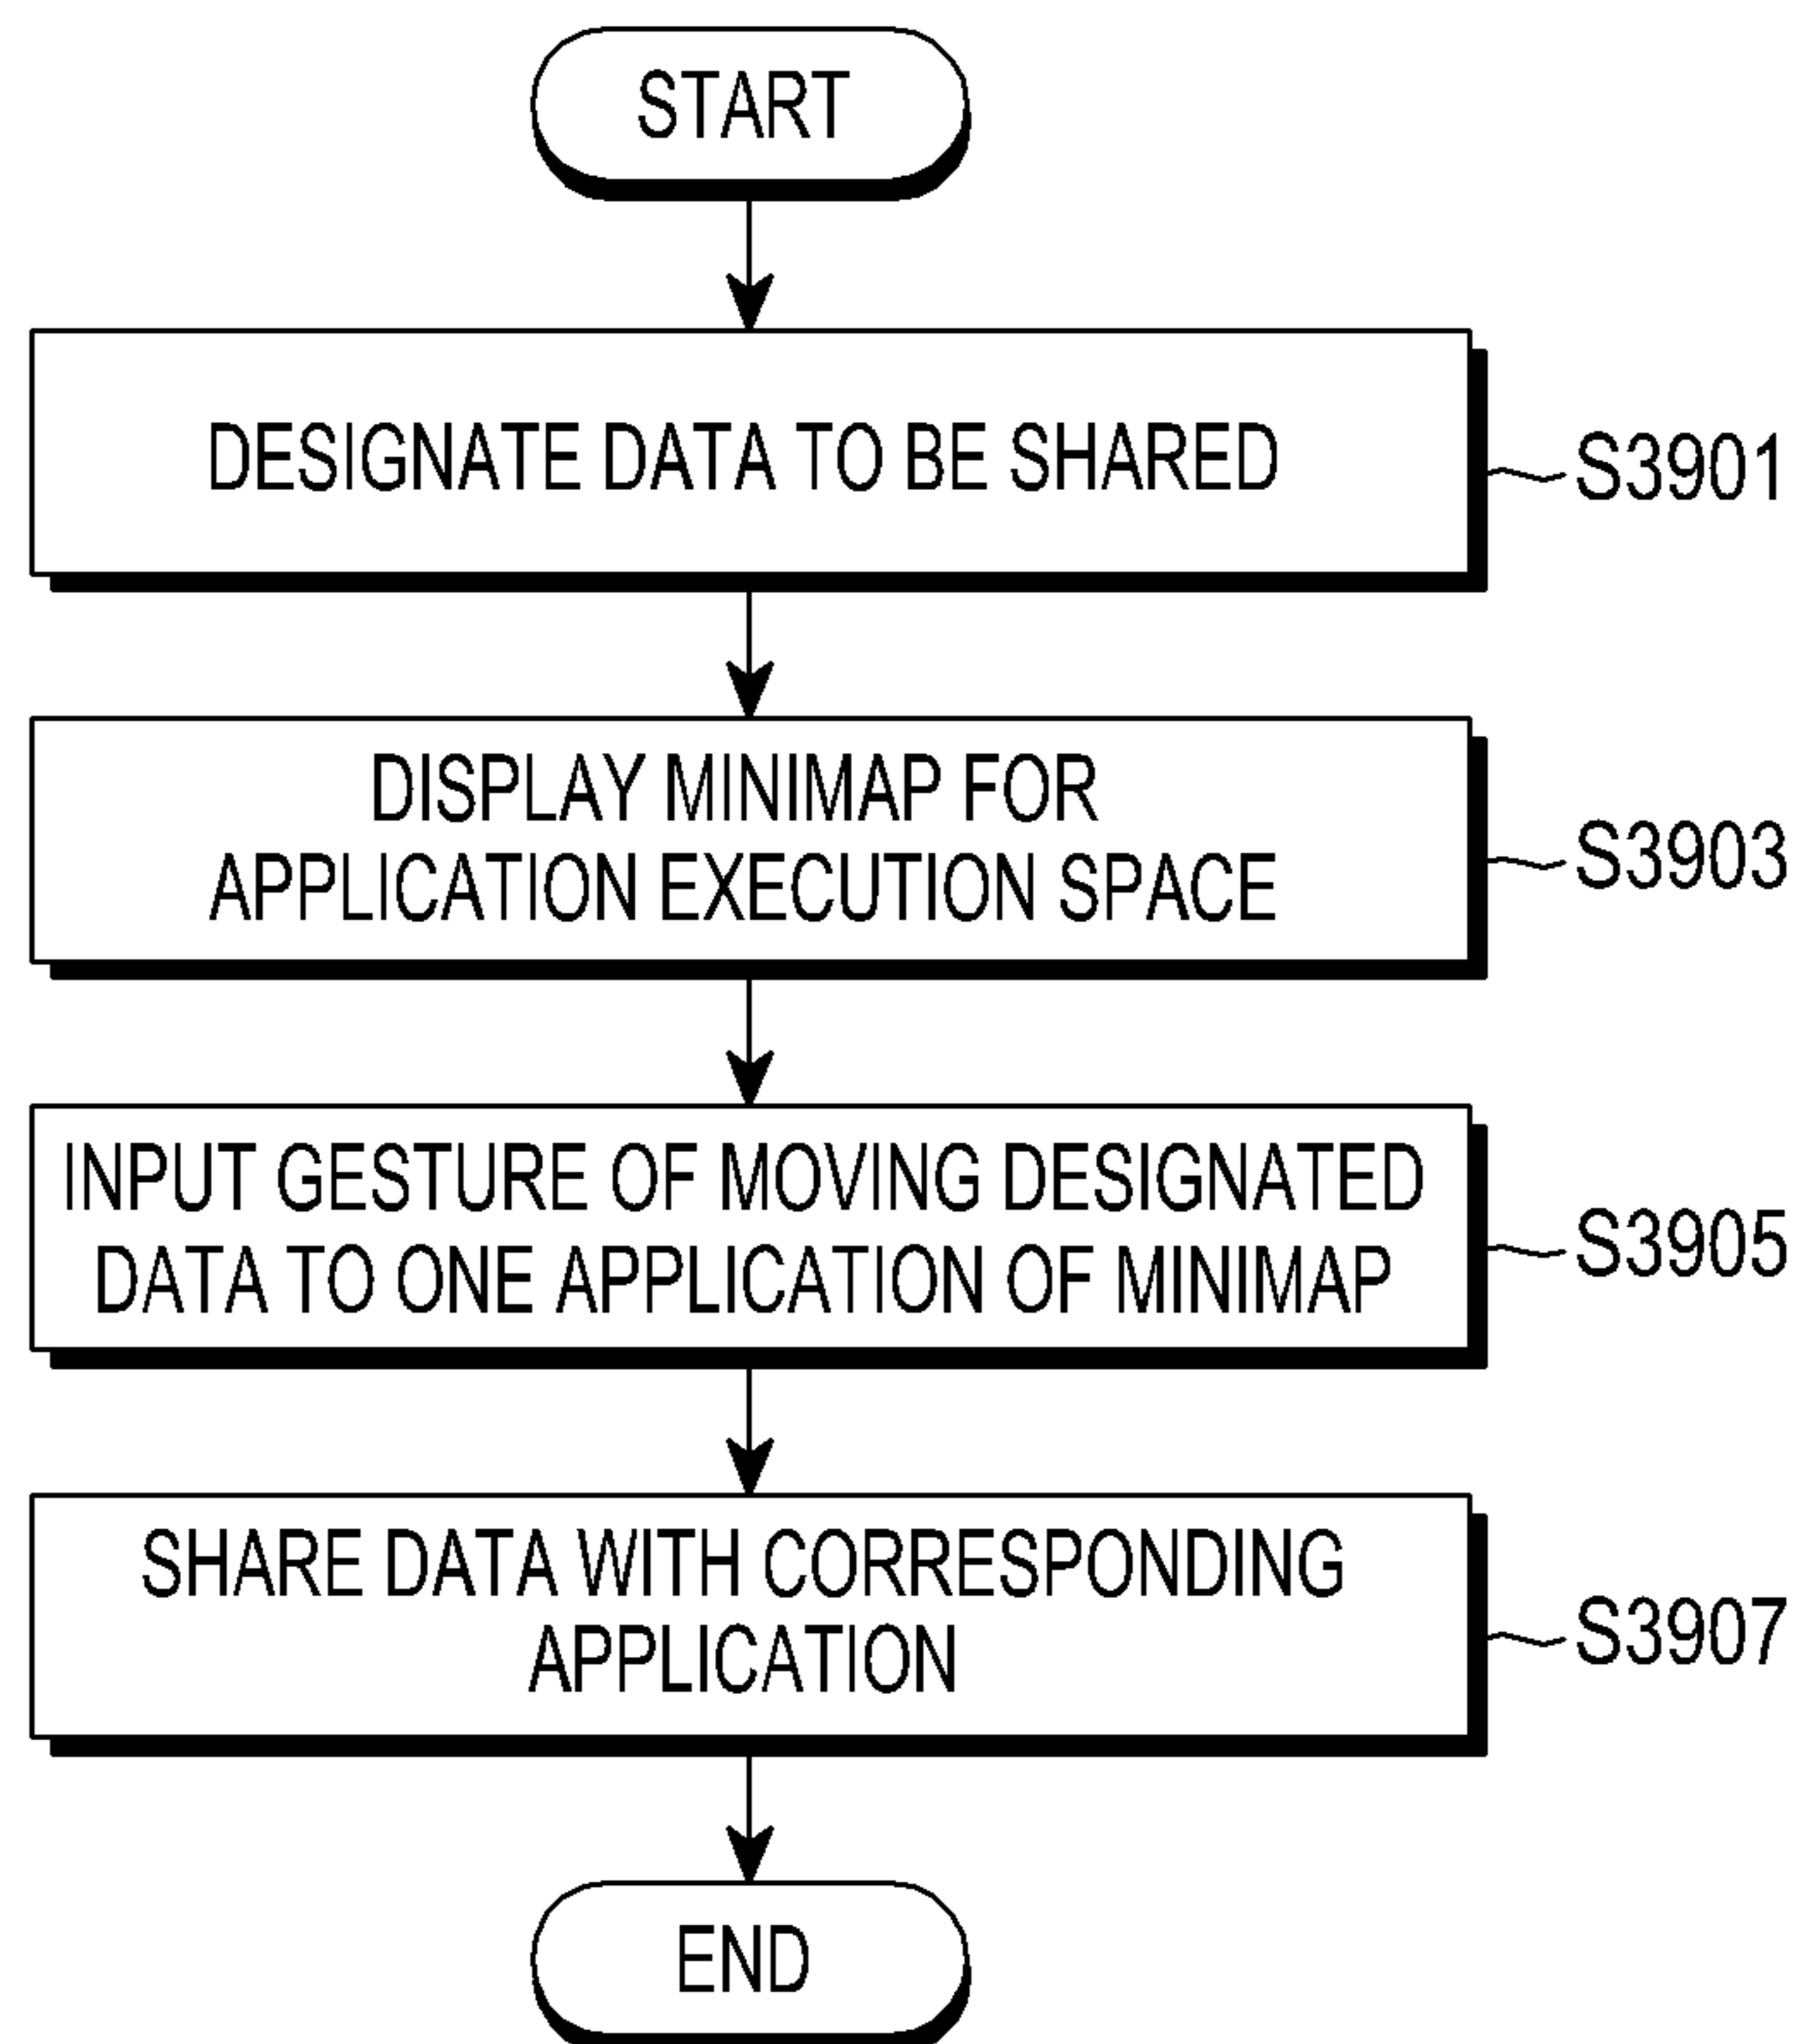 START
DESIGNATE DATA TO BE SHARED
S3901
DISPLAY MINIMAP FOR
APPLICATION EXECUTION SPACE
S3903
INPUT GESTURE OF MOVING DESIGNATED
DATA TO ONE APPLICATION OF MINIMAP
S3905
SHARE DATA WITH CORRESPONDING
APPLICATION
S3907
END